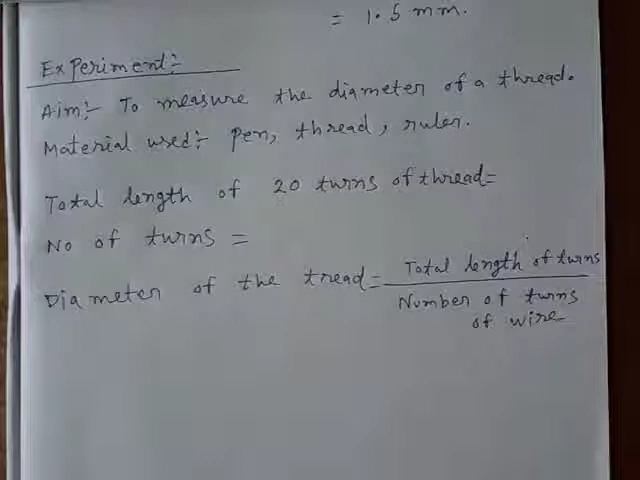 = 1.5 mm.
Experiment:-
Aim:- To measure the diameter of a thread.
Material used:- Pen, thread, ruler.
Total length of 20 turns of thread=
No of turns =
Diameter of the tread= Total length of turns
Number of turns
of wire